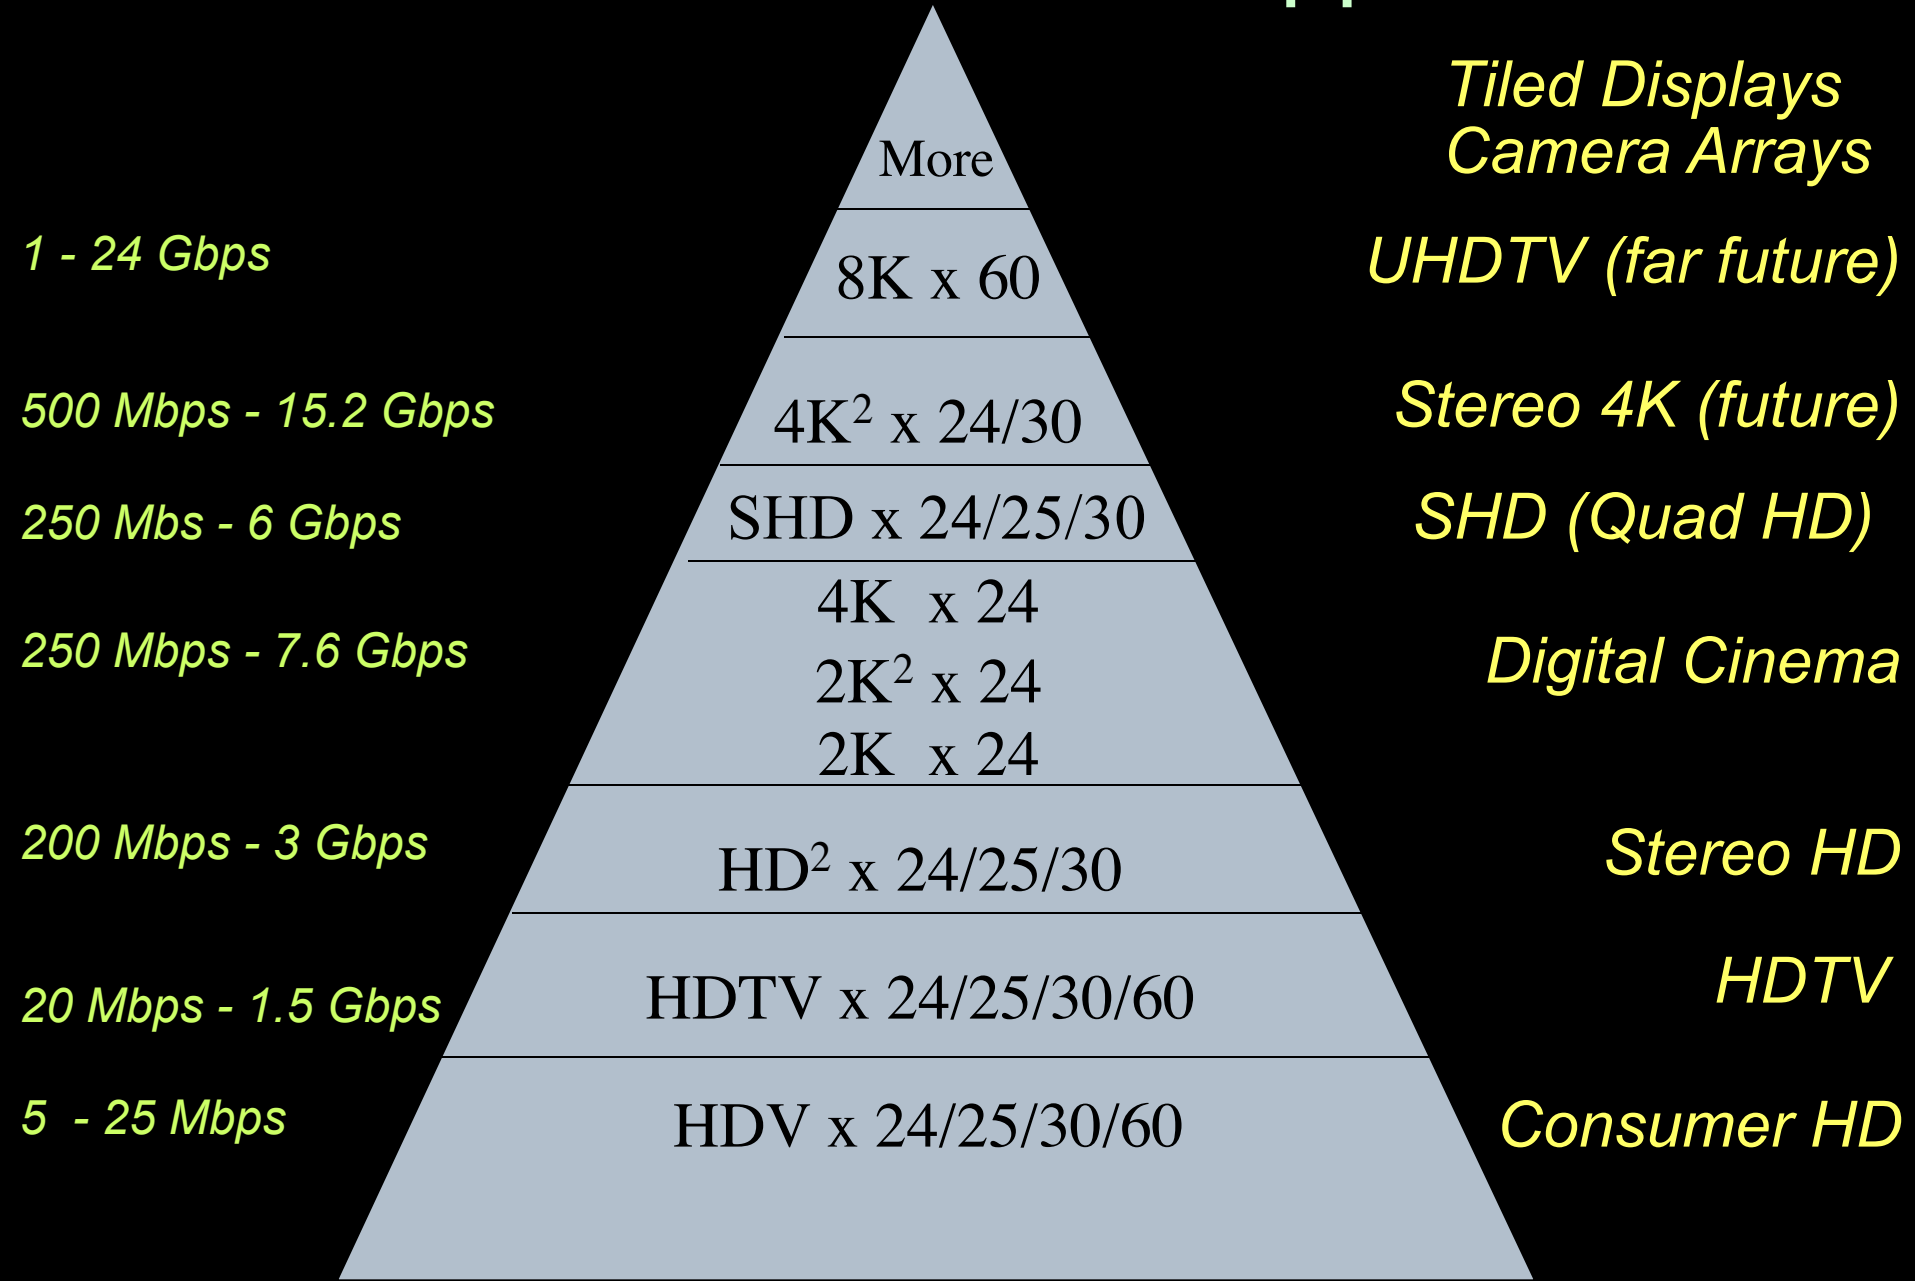 Tiled Displays
Camera Arrays
More
1 - 24 Gbps
8K x 60
UHDTV (far future)
500 Mbps - 15.2 Gbps
4K² x 24/30
Stereo 4K (future)
250 Mbs - 6 Gbps
SHD x 24/25/30
SHD (Quad HD)
4K x 24
250 Mbps - 7.6 Gbps
2K² x 24
Digital Cinema
2K x 24
200 Mbps - 3 Gbps
HD² x 24/25/30
Stereo HD
20 Mbps - 1.5 Gbps
HDTV x 24/25/30/60
HDTV
5 - 25 Mbps
HDV x 24/25/30/60
Consumer HD